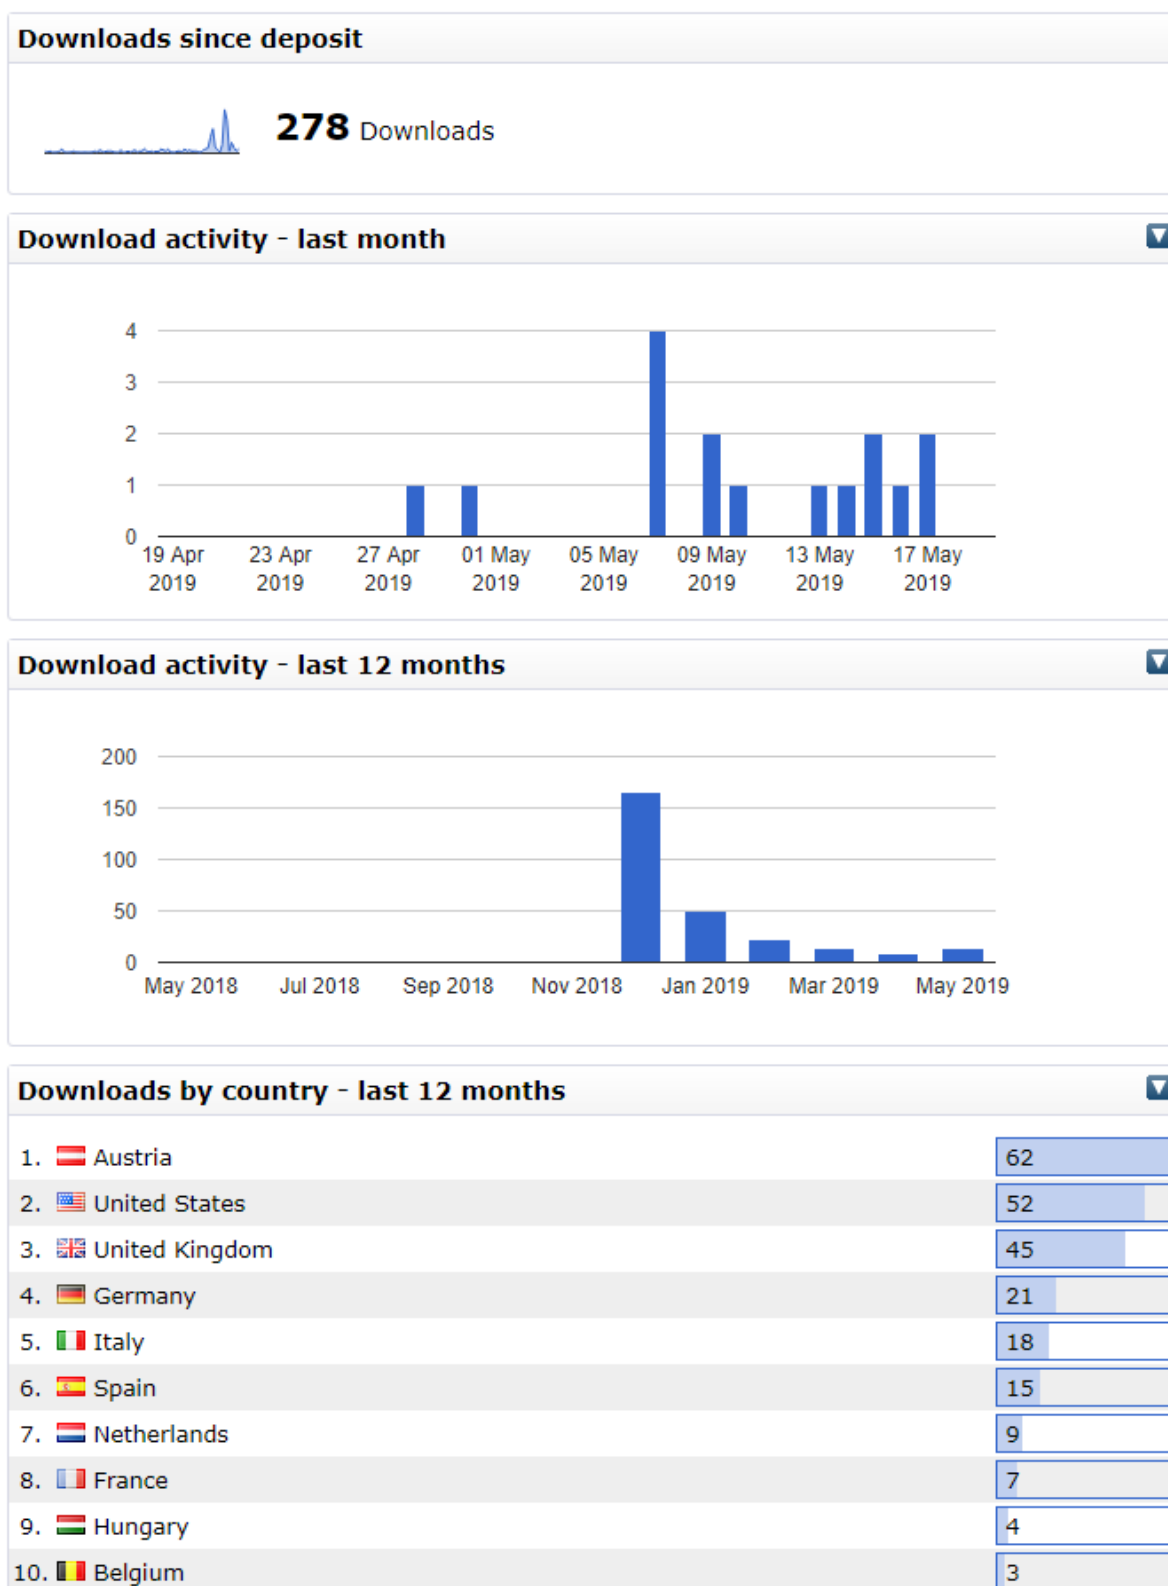 Downloads since deposit
278 Downloads
Download activity - last month
4
3
2
1
0
19 Apr 23 Apr 27 Apr 01 May 05 May 09 May 13 May 17 May
2019 2019 2019 2019 2019 2019 2019 2019
Download activity - last 12 months
200
150
100
50
0
May 2018 Jul 2018 Sep 2018 Nov 2018 Jan 2019 Mar 2019 May 2019
Downloads by country - last 12 months
1. Austria 62
2. United States 52
3. United Kingdom 45
4. Germany 21
5. Italy 18
6. Spain 15
7. Netherlands 9
8. France 7
9. Hungary 4
10. Belgium 3